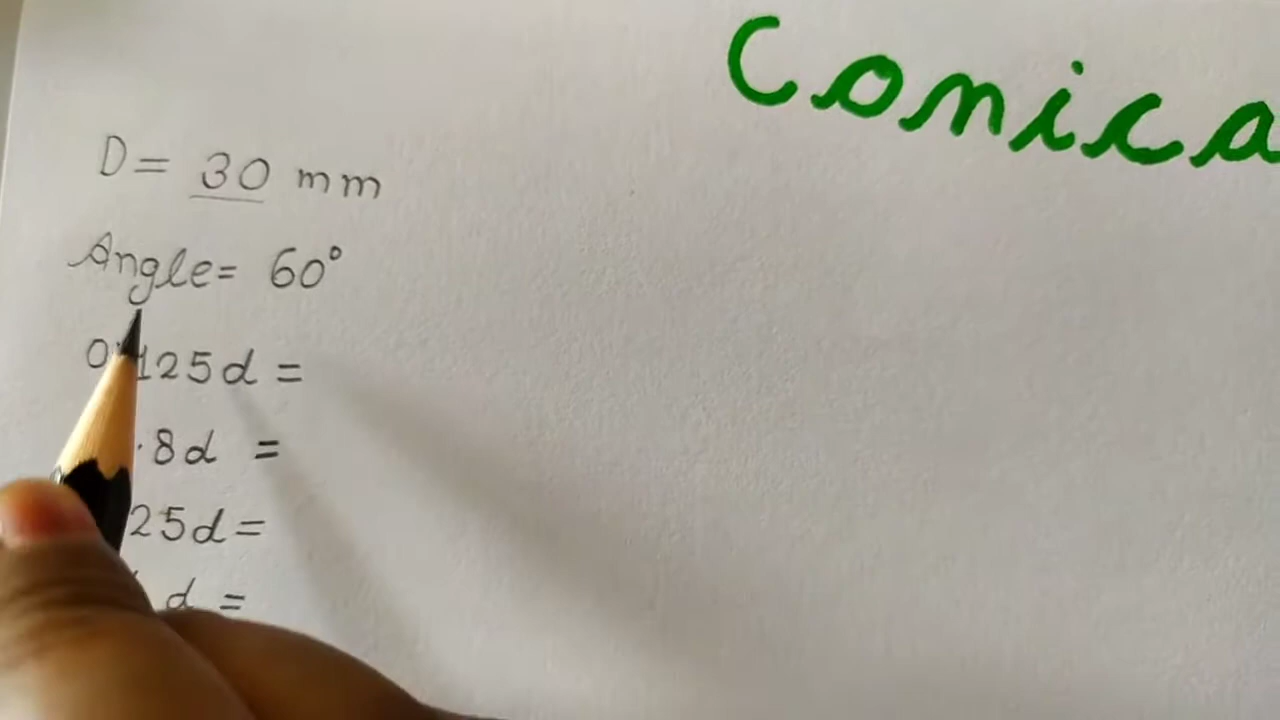 Conica
D = 30 mm
Angle = 60°
125d =
.8d =
25d =
d =